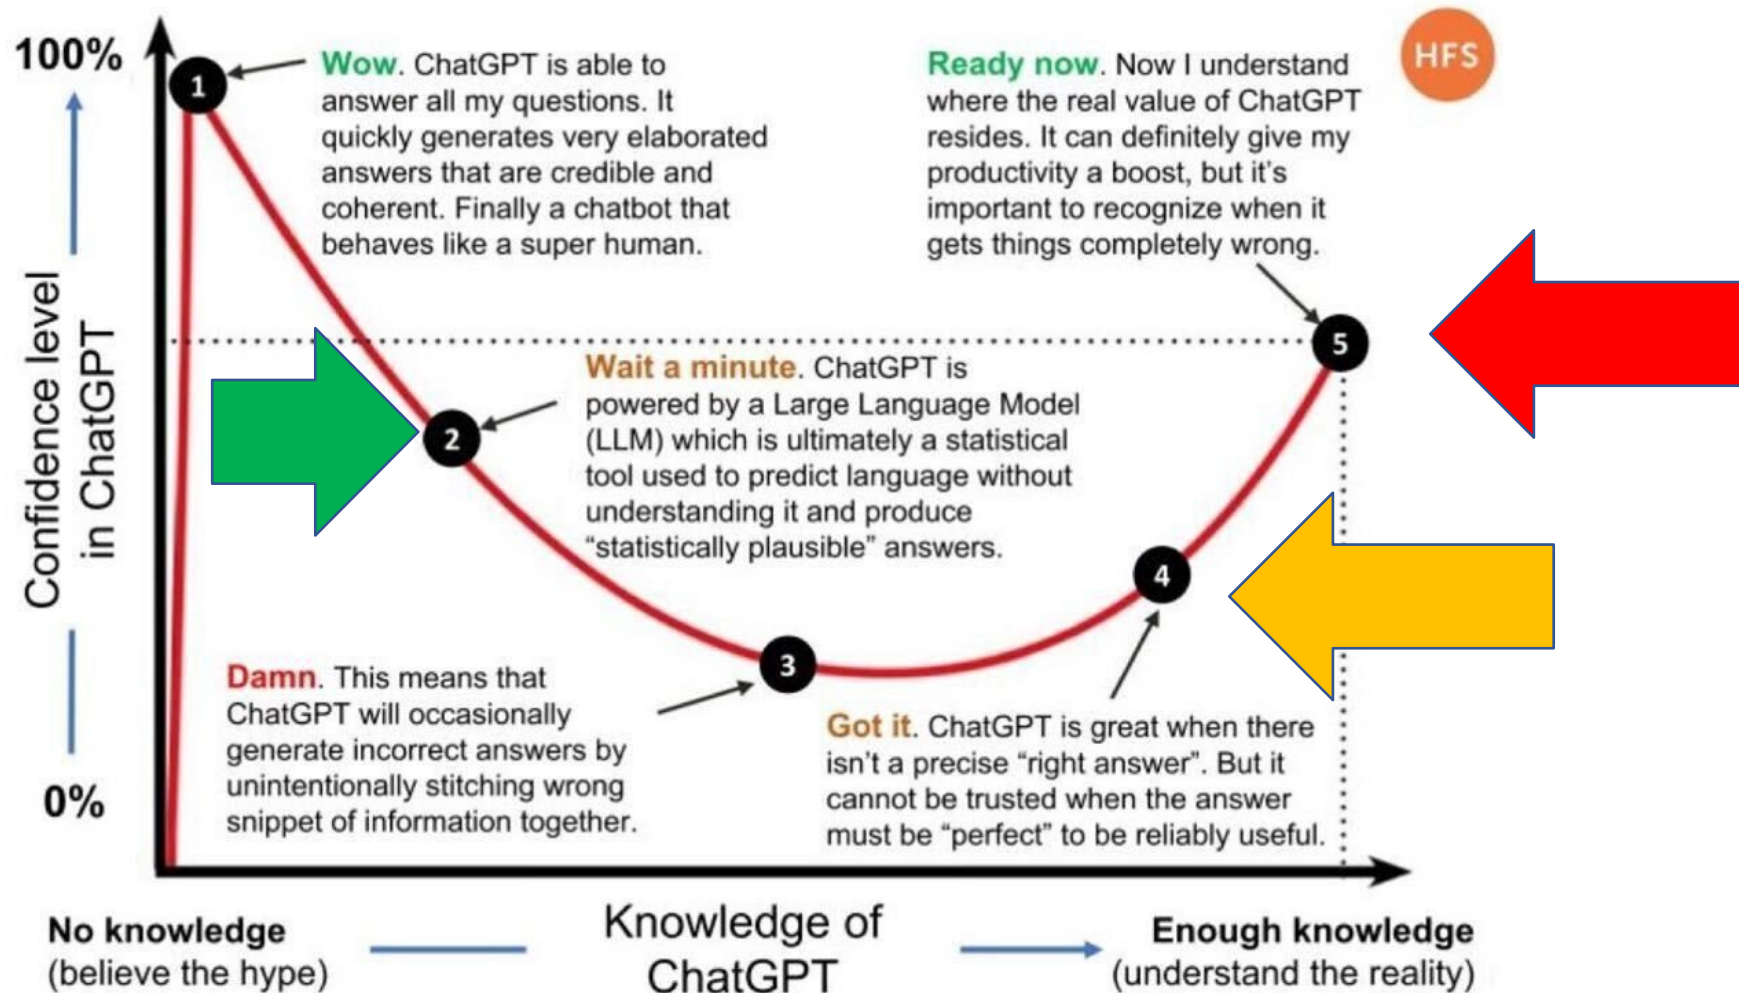 100%
Confidence level
in ChatGPT
0%
1
Wow. ChatGPT is able to
answer all my questions. It
quickly generates very elaborated
answers that are credible and
coherent. Finally a chatbot that
behaves like a super human.
Ready now. Now I understand
where the real value of ChatGPT
resides. It can definitely give my
productivity a boost, but it's
important to recognize when it
gets things completely wrong.
HFS
5
2
Wait a minute. ChatGPT is
powered by a Large Language Model
(LLM) which is ultimately a statistical
tool used to predict language without
understanding it and produce
“statistically plausible” answers.
4
3
Damn. This means that
ChatGPT will occasionally
generate incorrect answers by
unintentionally stitching wrong
snippet of information together.
Got it. ChatGPT is great when there
isn't a precise “right answer”. But it
cannot be trusted when the answer
must be “perfect” to be reliably useful.
No knowledge
(believe the hype)
Knowledge of
ChatGPT
Enough knowledge
(understand the reality)